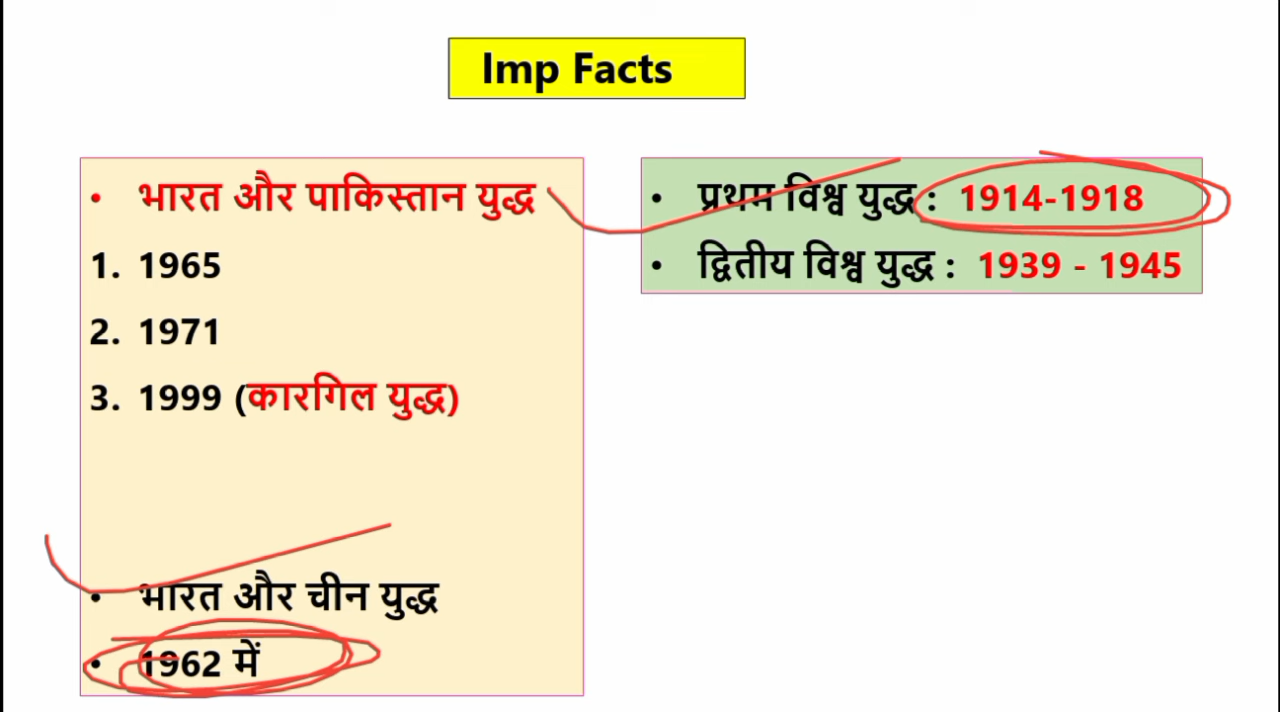 Imp Facts
• भारत और पाकिस्तान युद्ध
1. 1965
2. 1971
3. 1999 (कारगिल युद्ध)
• भारत और चीन युद्ध
• 1962 में
• प्रथम विश्व युद्ध : 1914-1918
• द्वितीय विश्व युद्ध : 1939 - 1945